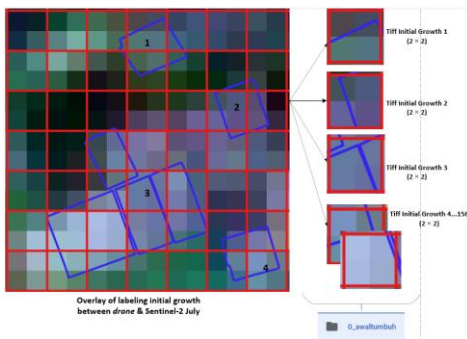 1
2
3
4
Overlay of labeling initial growth
between drone & Sentinel-2 July
Tiff Initial Growth 1
(2 × 2)
Tiff Initial Growth 2
(2 × 2)
Tiff Initial Growth 3
(2 × 2)
Tiff Initial Growth 4...156
(2 × 2)
0_awaltumbuh